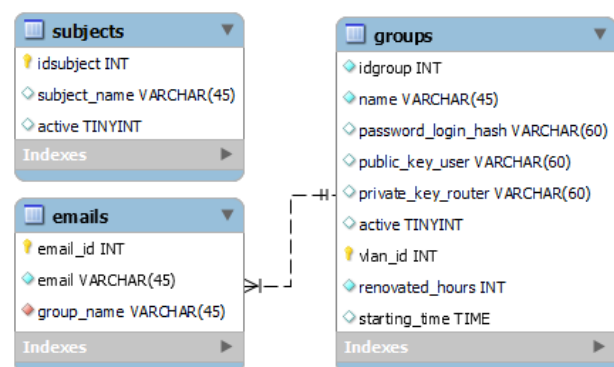 subjects
idsubject INT
subject_name VARCHAR(45)
active TINYINT
Indexes
emails
email_id INT
email VARCHAR(45)
group_name VARCHAR(45)
Indexes
groups
idgroup INT
name VARCHAR(45)
password_login_hash VARCHAR(60)
public_key_user VARCHAR(60)
private_key_router VARCHAR(60)
active TINYINT
vlan_id INT
renovated_hours INT
starting_time TIME
Indexes